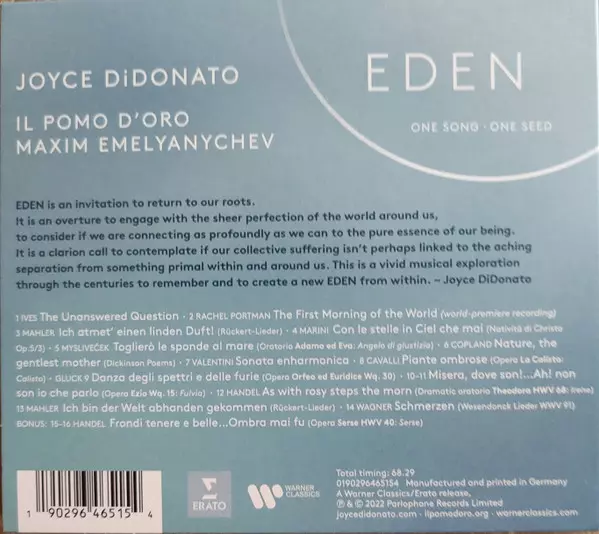 JOYCE DiDONATO
EDEN
IL POMO D'ORO
MAXIM EMELYANYCHEV
ONE SONG · ONE SEED
EDEN is an invitation to return to our roots.
It is an overture to engage with the sheer perfection of the world around us,
to consider if we are connecting as profoundly as we can to the pure essence of our being.
It is a clarion call to contemplate if our collective suffering isn't perhaps linked to the aching
separation from something primal within and around us. This is a vivid musical exploration
through the centuries to remember and to create a new EDEN from within. – Joyce DiDonato
1 IVES The Unanswered Question · 2 RACHEL PORTMAN The First Morning of the World (world-premiere recording)
3 MAHLER Ich atmet' einen linden Duft! (Rückert-Lieder) · 4 MARINI Con le stelle in Ciel che mai (Natività di Christo
Op.5/3) · 5 MYSLIVEČEK Toglierò le sponde al mare (Oratorio Adamo ed Eva: Angelo di giustizia) · 6 COPLAND Nature, the
gentlest mother (Dickinson Poems) · 7 VALENTINI Sonata enharmonica · 8 CAVALLI Piante ombrose (Opera La Calisto:
Calisto) · GLUCK 9 Danza degli spettri e delle furie (Opera Orfeo ed Euridice Wq. 30) · 10-11 Misera, dove son!...Ah! non
son io che parlo (Opera Ezio Wq. 15: Fulvia) · 12 HANDEL As with rosy steps the morn (Dramatic oratorio Theodora HWV 68: Irene)
13 MAHLER Ich bin der Welt abhanden gekommen (Rückert-Lieder) · 14 WAGNER Schmerzen (Wesendonck Lieder WWV 91)
BONUS: 15-16 HANDEL Frondi tenere e belle...Ombra mai fu (Opera Serse HWV 40: Serse)
1 90296 46515 4
ERATO
WARNER CLASSICS
Total timing: 68.29
0190296465154 Manufactured and printed in Germany
A Warner Classics/Erato release,
℗ & © 2022 Parlophone Records Limited
joycedidonato.com · ilpomodoro.org · warnerclassics.com